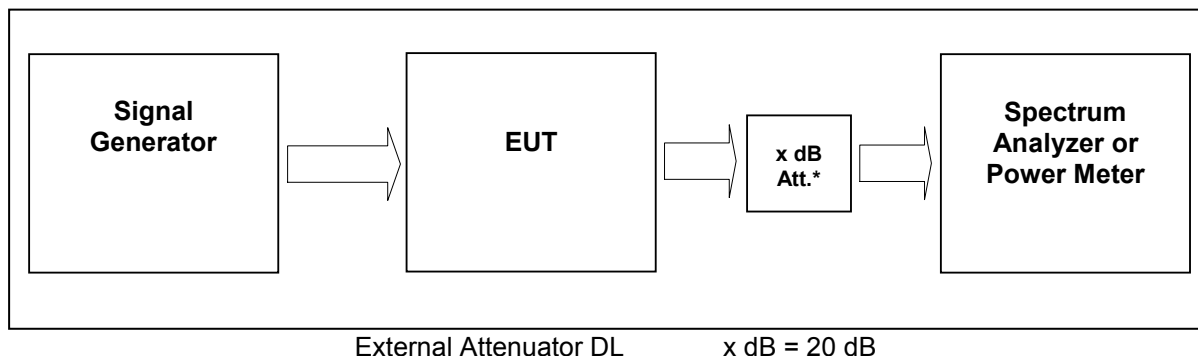 Signal
Generator
EUT
x dB
Att.*
Spectrum
Analyzer or
Power Meter
External Attenuator DL x dB = 20 dB